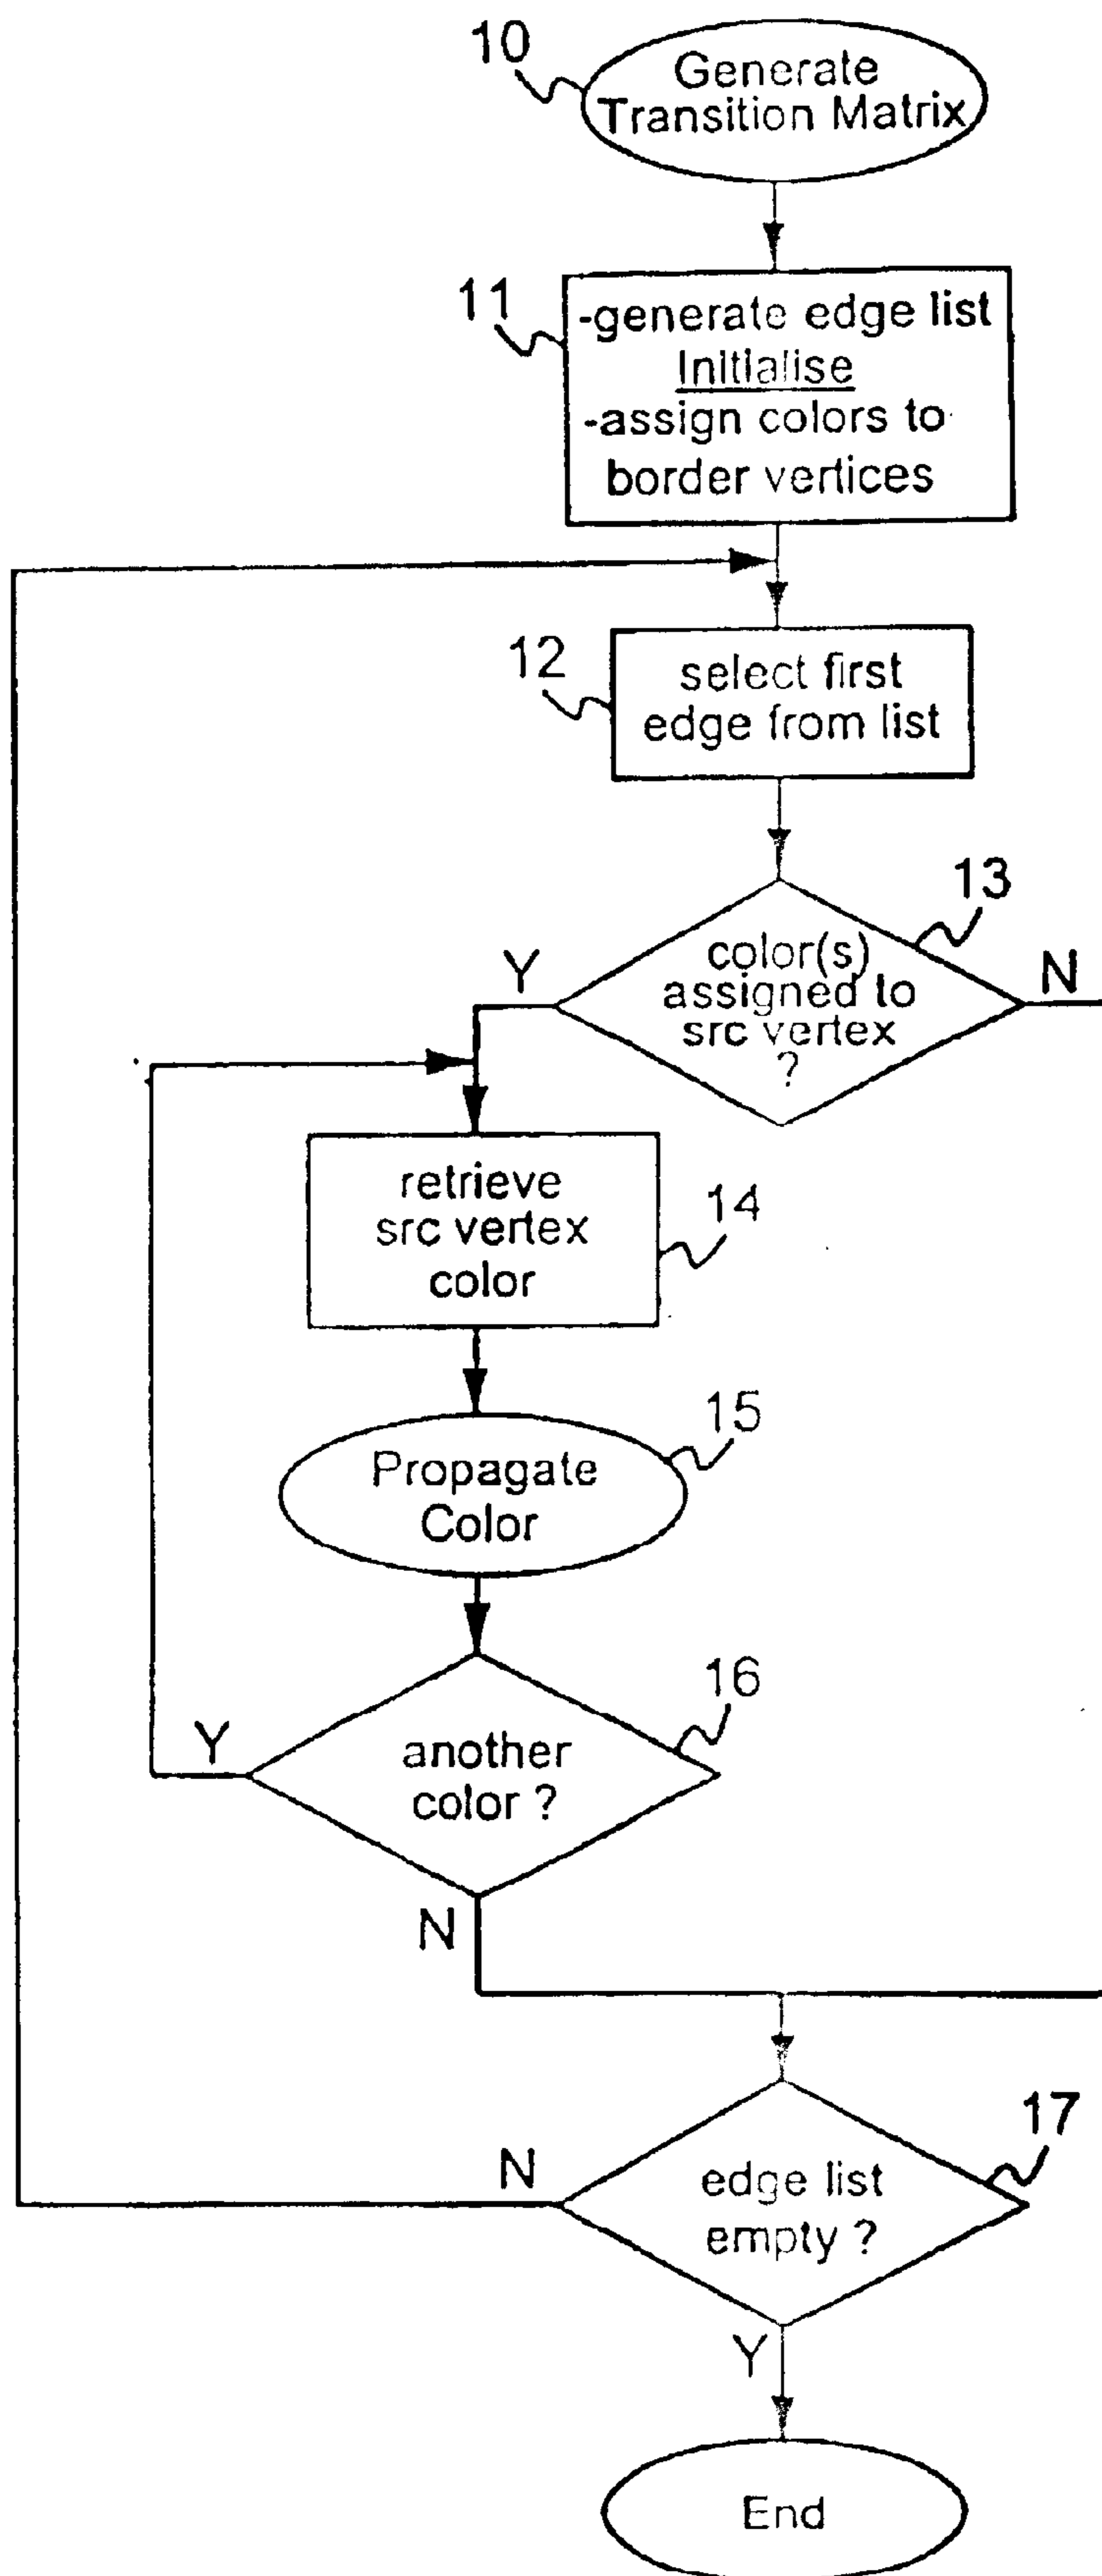 10
Generate
Transition Matrix
11
-generate edge list
Initialise
-assign colors to
border vertices
12
select first
edge from list
13
Y
color(s)
assigned to
src vertex
?
N
retrieve
src vertex
color
14
15
Propagate
Color
16
Y
another
color ?
N
17
N
edge list
empty ?
Y
End